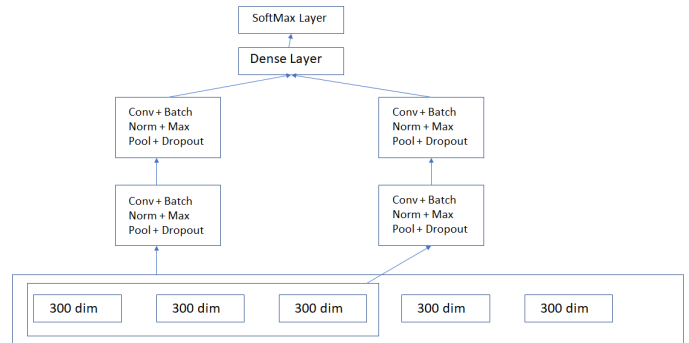 SoftMax Layer
Dense Layer
Conv + Batch
Norm + Max
Pool + Dropout
Conv + Batch
Norm + Max
Pool + Dropout
Conv + Batch
Norm + Max
Pool + Dropout
Conv + Batch
Norm + Max
Pool + Dropout
300 dim
300 dim
300 dim
300 dim
300 dim